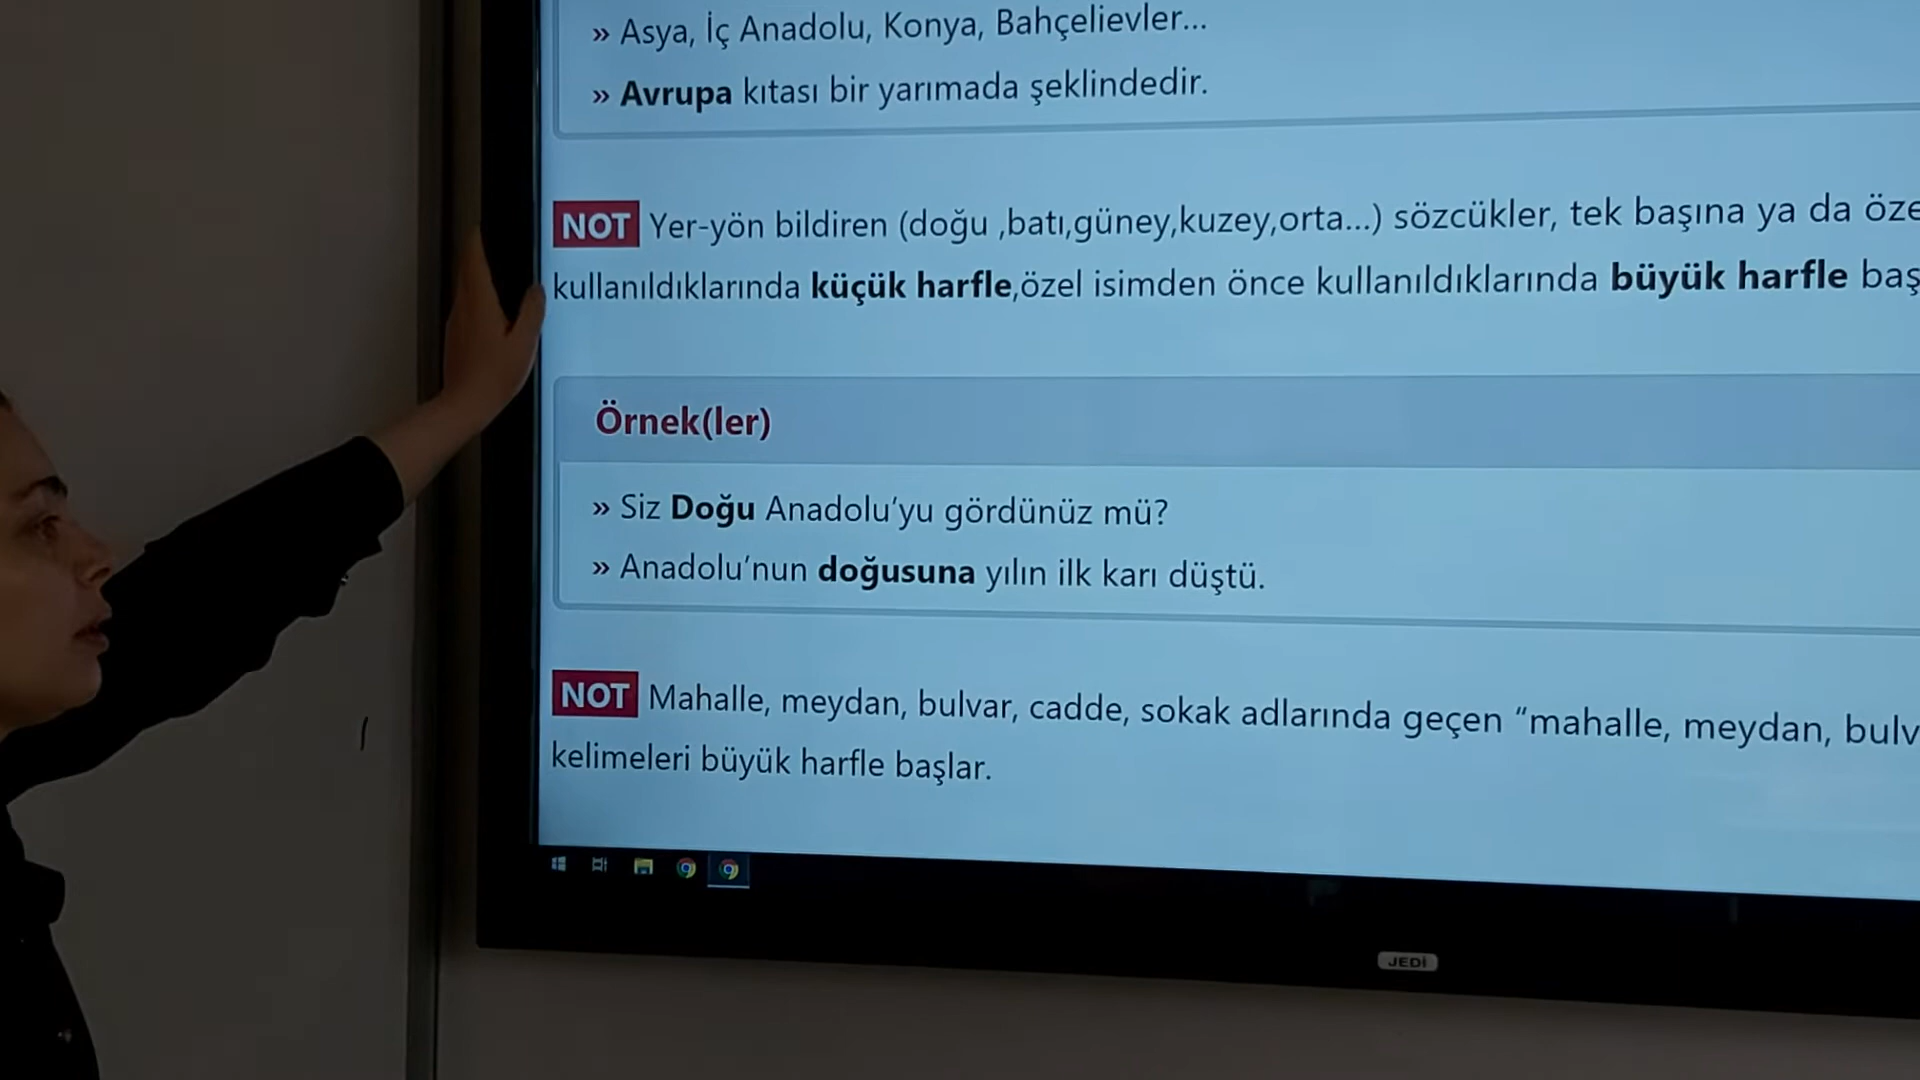 » Asya, İç Anadolu, Konya, Bahçelievler...
» Avrupa kıtası bir yarımada şeklindedir.
NOT Yer-yön bildiren (doğu ,batı,güney,kuzey,orta...) sözcükler, tek başına ya da öze
kullanıldıklarında küçük harfle,özel isimden önce kullanıldıklarında büyük harfle baş
Örnek(ler)
» Siz Doğu Anadolu'yu gördünüz mü?
» Anadolu'nun doğusuna yılın ilk karı düştü.
NOT Mahalle, meydan, bulvar, cadde, sokak adlarında geçen "mahalle, meydan, bulv
kelimeleri büyük harfle başlar.
JEDİ